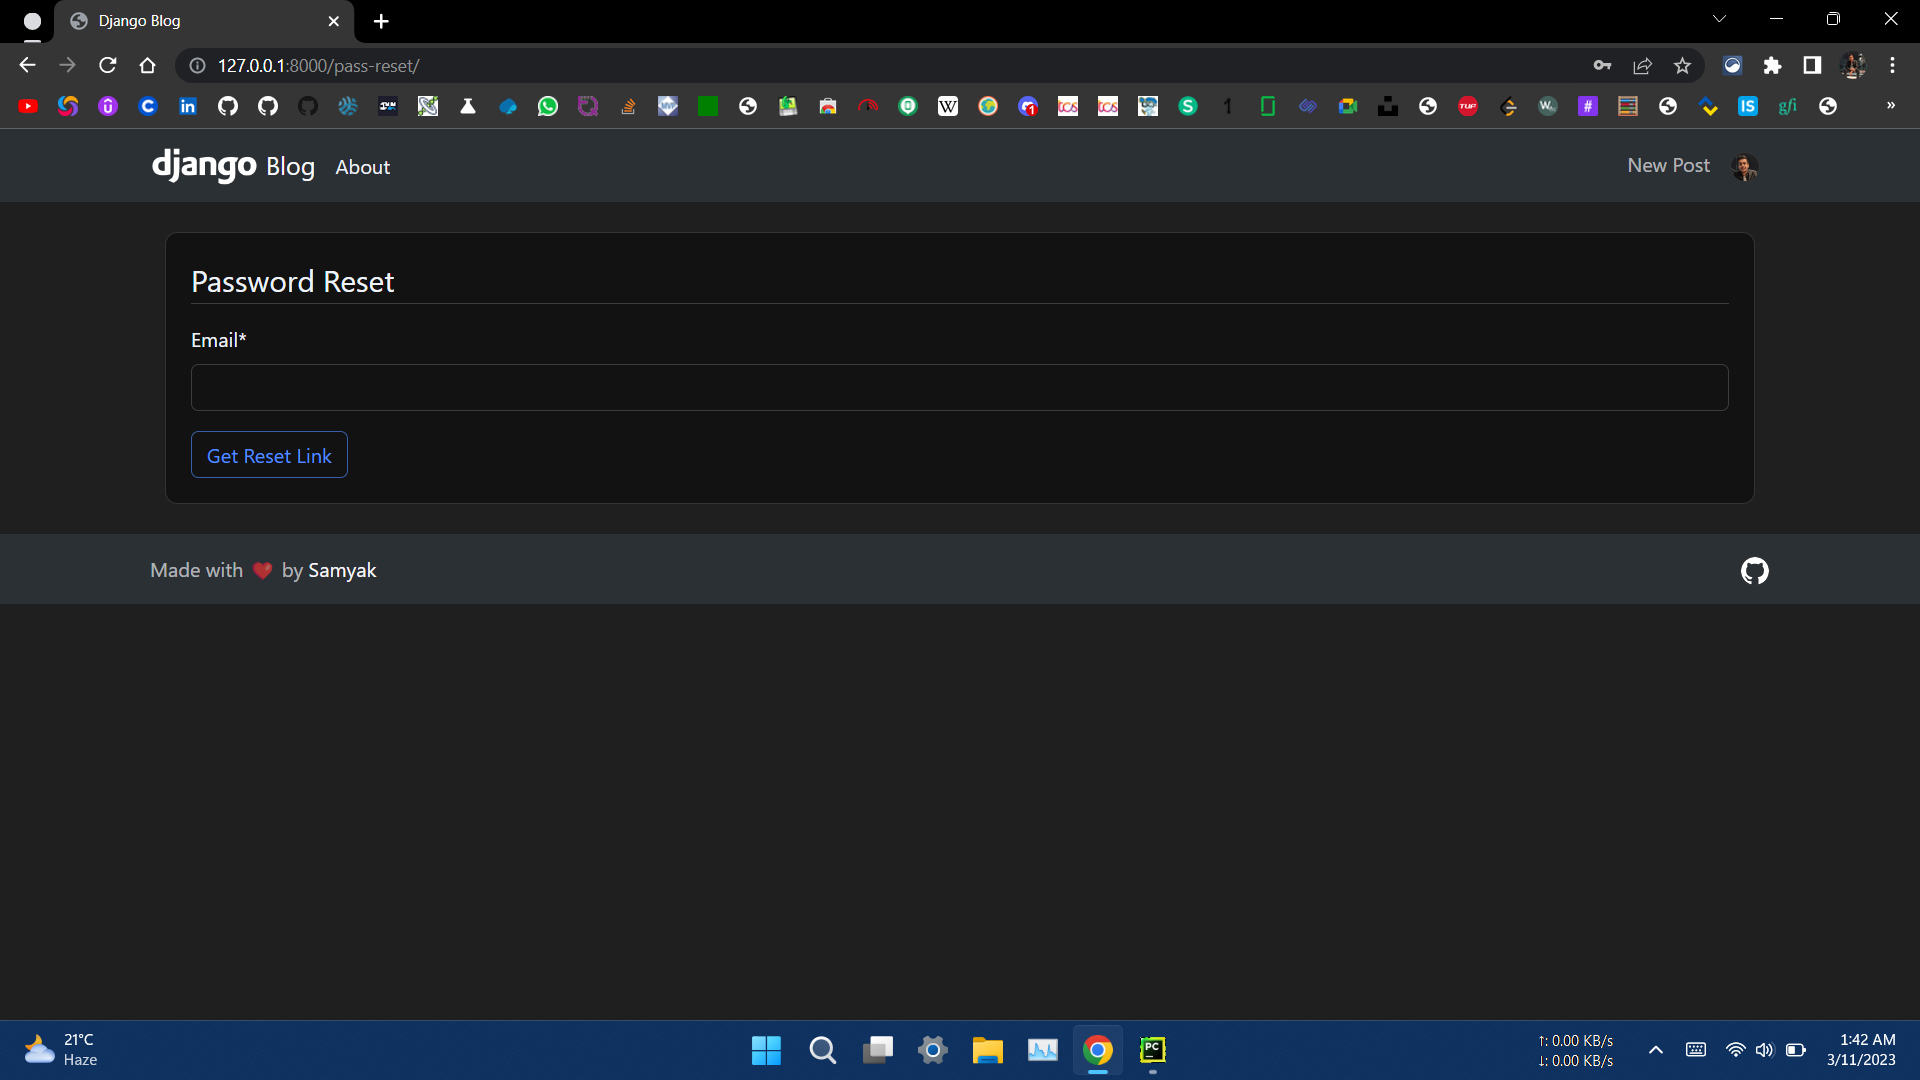 Django Blog
127.0.0.1:8000/pass-reset/
django Blog About
New Post
Password Reset
Email*
Get Reset Link
Made with ❤ by Samyak
21°C
Haze
↑: 0.00 KB/s
↓: 0.00 KB/s
1:42 AM
3/11/2023